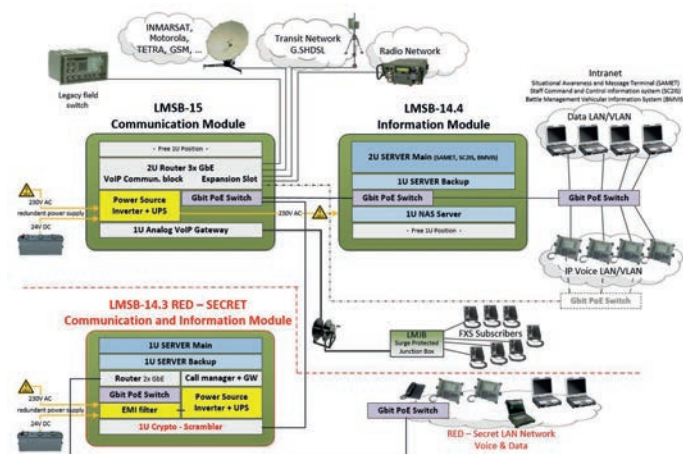 INMARSAT,
Motorola,
TETRA, GSM, ...
Transit Network
G.SHDSL
Radio Network
Legacy field
switch
LMSB-15
Communication Module
- Free 1U Position -
2U Router 3x GbE
VoIP Commun. block
Expansion Slot
Power Source
Inverter + UPS
Gbit PoE Switch
1U Analog VoIP Gateway
230V AC
redundant power supply
24V DC
230V AC
LMSB-14.4
Information Module
2U SERVER Main (SAMET, SC2IS, BMVIS)
1U SERVER Backup
Gbit PoE Switch
1U NAS Server
- Free 1U Position -
Intranet
Situational Awareness and Message Terminal (SAMET)
Staff Command and Control Information system (SC2IS)
Battle Management Vehicular Information System (BMVIS)
Data LAN/VLAN
Gbit PoE Switch
IP Voice LAN/VLAN
Gbit PoE Switch
LMJB
Surge Protected
Junction Box
FXS Subscribers
LMSB-14.3 RED – SECRET
Communication and Information Module
1U SERVER Main
1U SERVER Backup
Router 2x GbE
Call manager + GW
Gbit PoE Switch
EMI filter
Power Source
Inverter + UPS
1U Crypto - Scrambler
230V AC
redundant power supply
24V DC
Gbit PoE Switch
RED – Secret LAN Network
Voice & Data